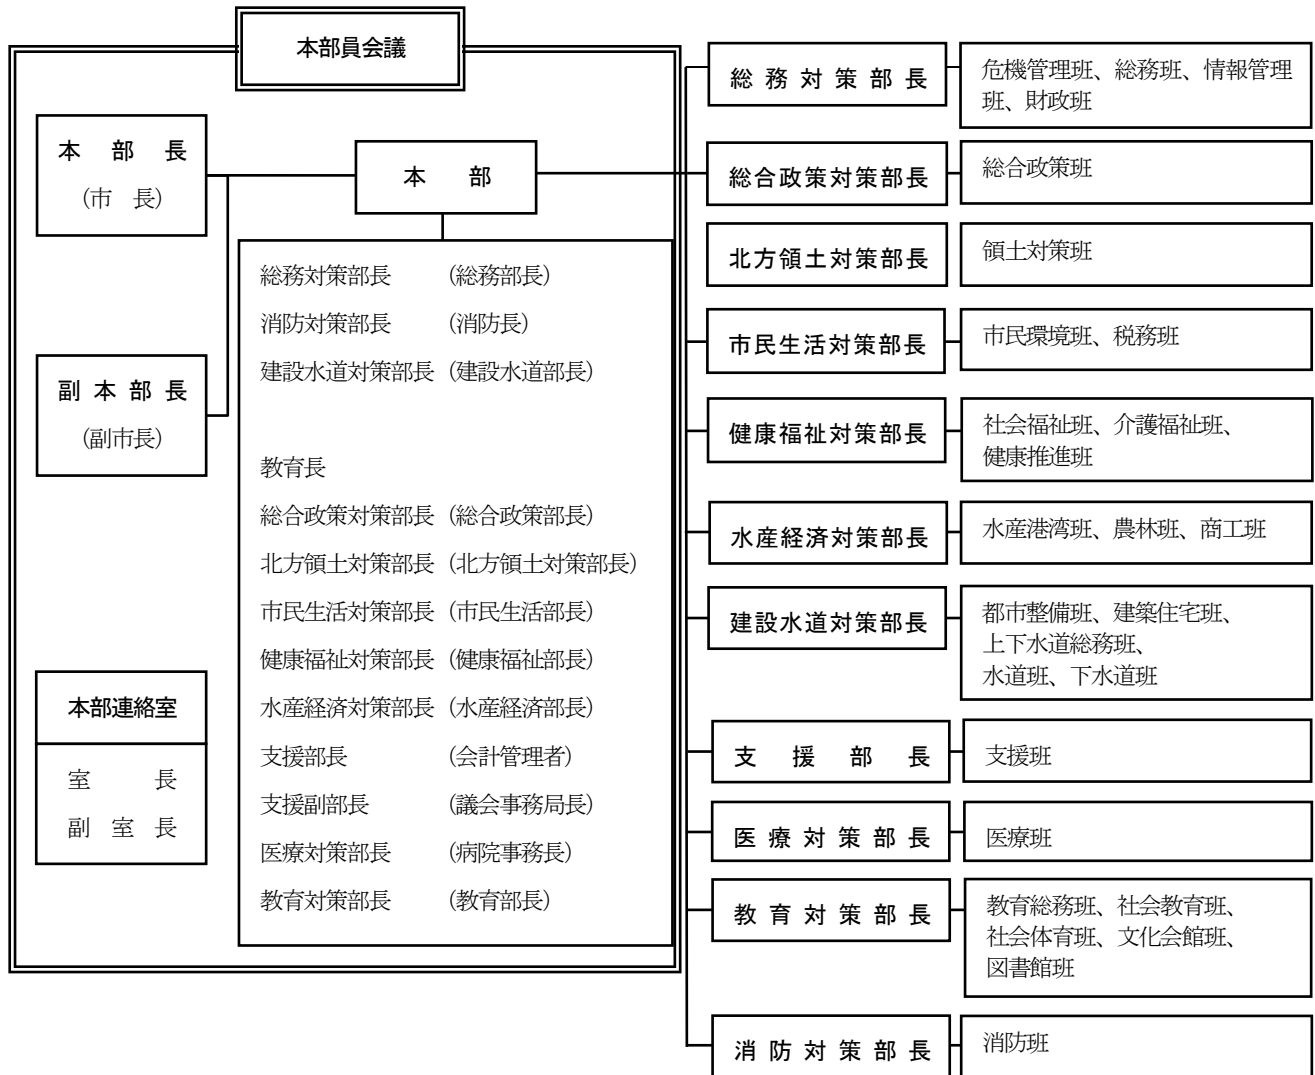 本部員会議
本 部 長
(市 長)
本 部
副 本 部 長
(副市長)
本部連絡室
室 長
副 室 長
総務対策部長 (総務部長)
消防対策部長 (消防長)
建設水道対策部長 (建設水道部長)
教育長
総合政策対策部長 (総合政策部長)
北方領土対策部長 (北方領土対策部長)
市民生活対策部長 (市民生活部長)
健康福祉対策部長 (健康福祉部長)
水産経済対策部長 (水産経済部長)
支援部長 (会計管理者)
支援副部長 (議会事務局長)
医療対策部長 (病院事務長)
教育対策部長 (教育部長)
総 務 対 策 部 長
危機管理班、総務班、情報管理
班、財政班
総合政策対策部長
総合政策班
北方領土対策部長
領土対策班
市民生活対策部長
市民環境班、税務班
健康福祉対策部長
社会福祉班、介護福祉班、
健康推進班
水産経済対策部長
水産港湾班、農林班、商工班
建設水道対策部長
都市整備班、建築住宅班、
上下水道総務班、
水道班、下水道班
支 援 部 長
支援班
医 療 対 策 部 長
医療班
教 育 対 策 部 長
教育総務班、社会教育班、
社会体育班、文化会館班、
図書館班
消 防 対 策 部 長
消防班